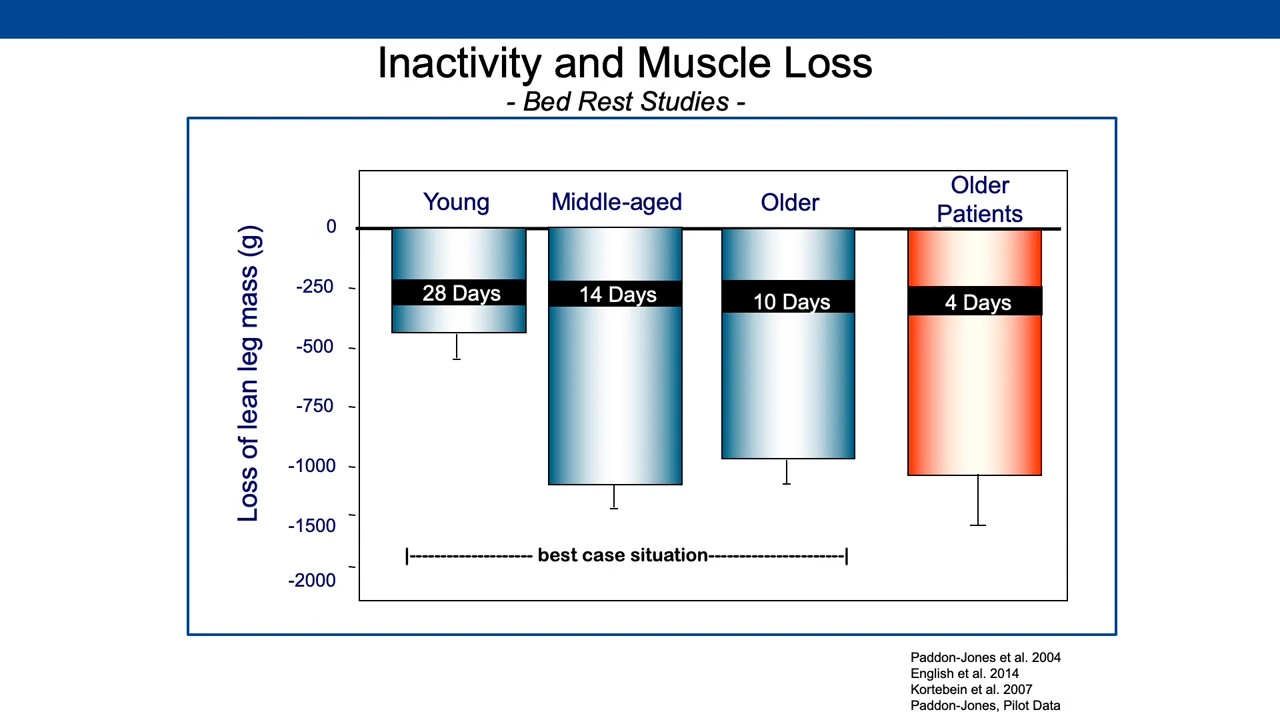 Inactivity and Muscle Loss
- Bed Rest Studies -
Young
Middle-aged
Older
Older
Patients
Loss of lean leg mass (g)
0
-250
-500
-750
-1000
-1500
-2000
28 Days
14 Days
10 Days
4 Days
|-------------------- best case situation-----------------------|
Paddon-Jones et al. 2004
English et al. 2014
Kortebein et al. 2007
Paddon-Jones, Pilot Data